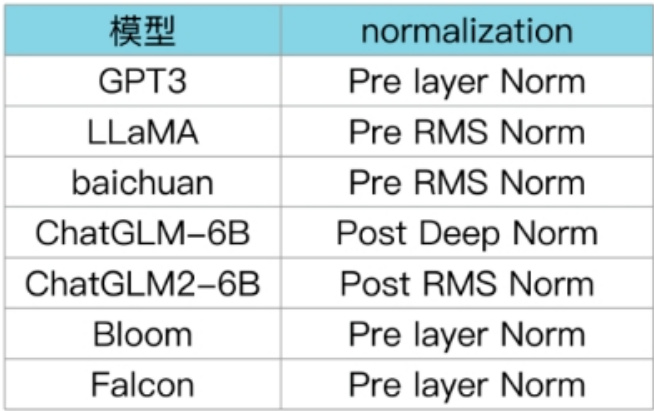 模型 normalization
GPT3 Pre layer Norm
LLaMA Pre RMS Norm
baichuan Pre RMS Norm
ChatGLM-6B Post Deep Norm
ChatGLM2-6B Post RMS Norm
Bloom Pre layer Norm
Falcon Pre layer Norm